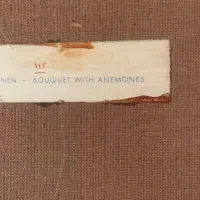 NEN - BOUQUET WITH ANEMONES